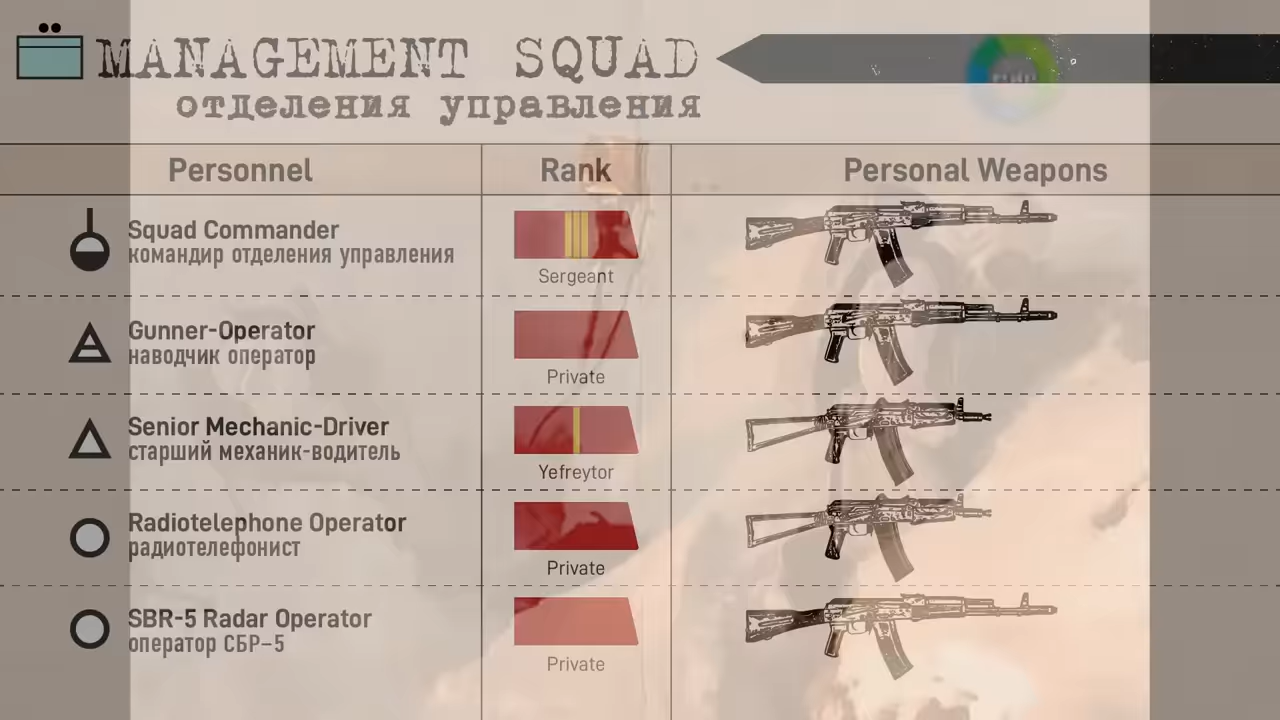 MANAGEMENT SQUAD
отделения управления
Personnel Rank Personal Weapons
Squad Commander
командир отделения управления
Sergeant
Gunner-Operator
наводчик оператор
Private
Senior Mechanic-Driver
старший механик-водитель
Yefreytor
Radiotelephone Operator
радиотелефонист
Private
SBR-5 Radar Operator
оператор СБР-5
Private